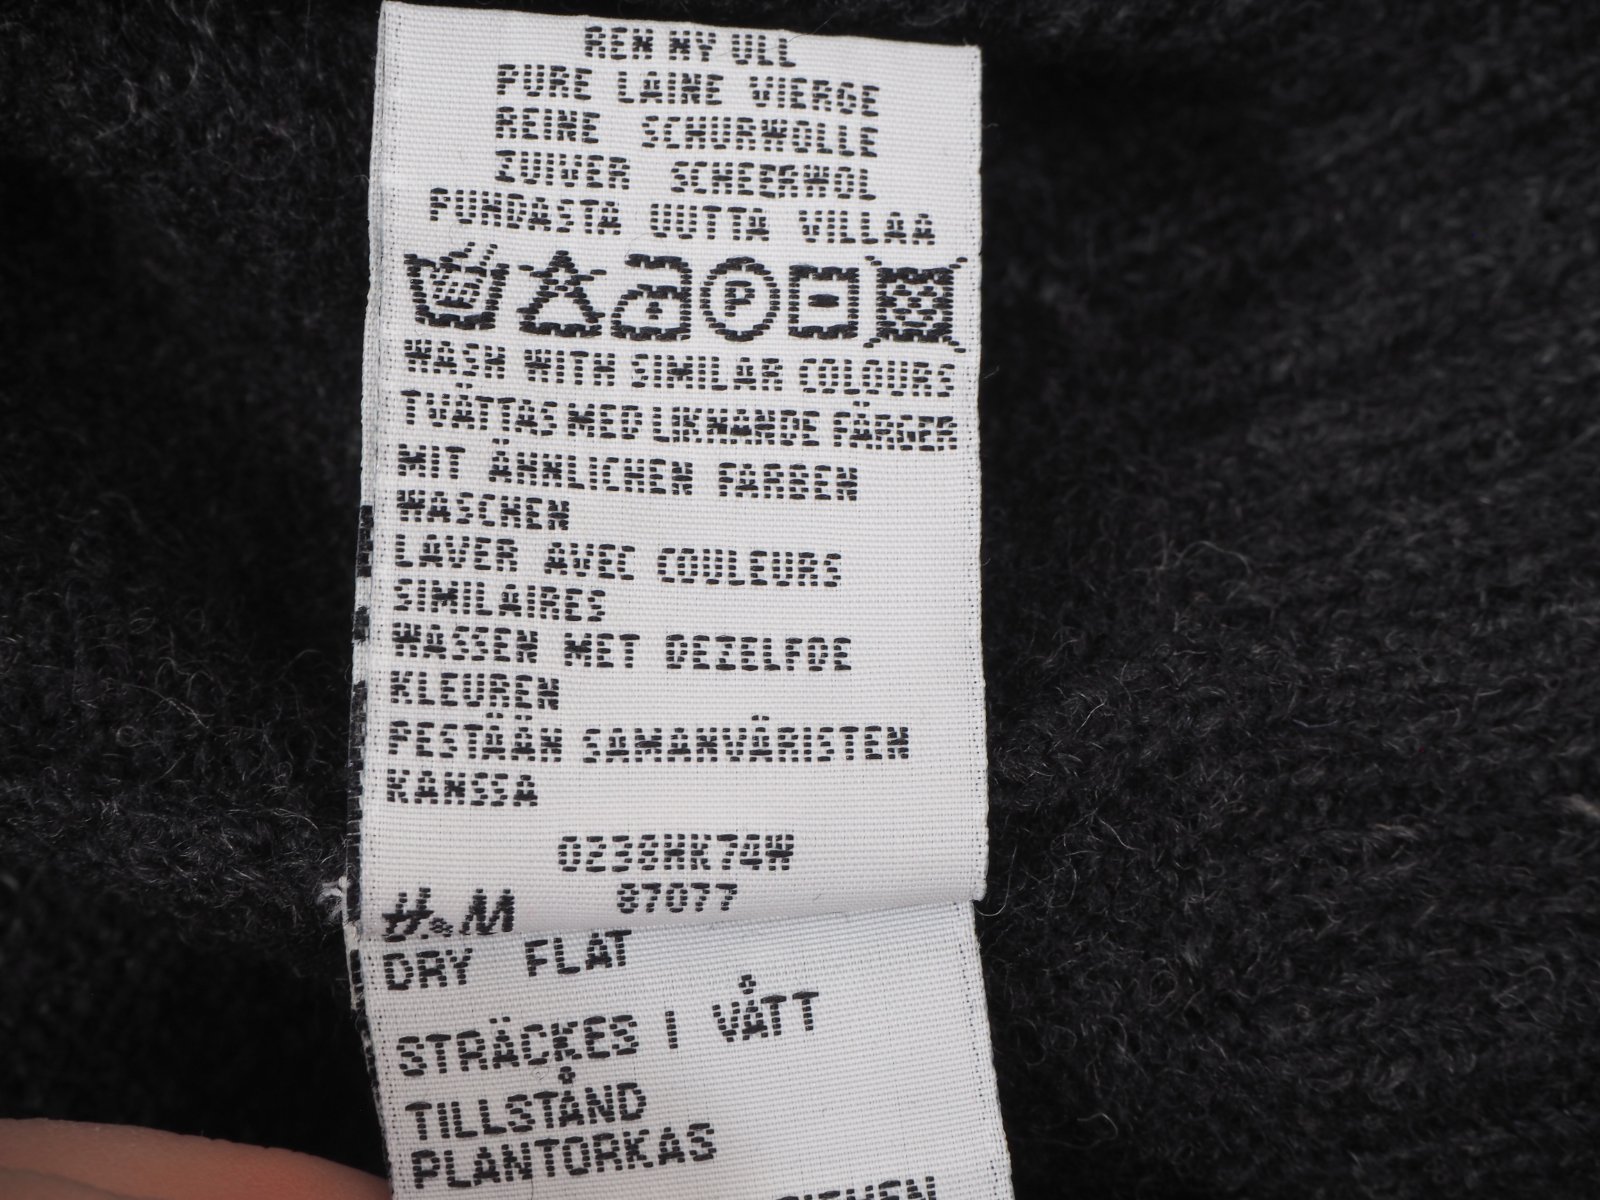 REN NY ULL
PURE LAINE VIERGE
REINE SCHURWOLLE
ZUIVER SCHEERWOL
PUHDASTA UUTTA VILLAA
P
WASH WITH SIMILAR COLOURS
TVÄTTAS MED LIKNANDE FÄRGER
MIT ÄHNLICHEN FARBEN
WASCHEN
LAVER AVEC COULEURS
SIMILAIRES
WASSEN MET DEZELFDE
KLEUREN
PESTÄÄN SAMANVÄRISTEN
KANSSA
0238HK74W
87077
H&M
DRY FLAT
STRÄCKES I VÅTT
TILLSTÅND
PLANTORKAS